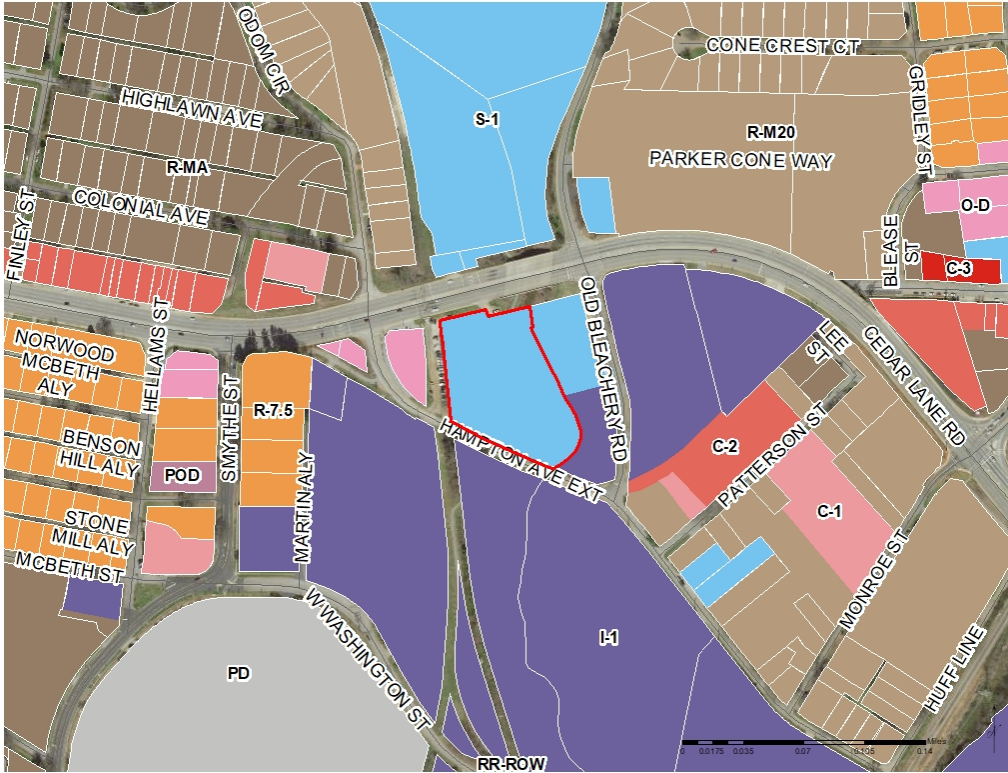 ODOM CIR
CONE CREST CT
GRIDLEY ST
HIGHLAWN AVE
S-1
R-M20
PARKER CONE WAY
R-MA
COLONIAL AVE
O-D
FINLEY ST
BLEASE
ST
C-3
OLD BLEACHERY RD
HELLAMS ST
LEE
ST
CEDAR LANE RD
NORWOOD
MCBETH
ALY
SMYTHE ST
R-7.5
HAMPTON AVE EXT
PATTERSON ST
C-2
BENSON
HILL ALY
POD
MARTIN ALY
C-1
STONE
MILL ALY
MCBETH ST
MONROE ST
W WASHINGTON ST
I-1
PD
HUFF LINE
RR-ROW
Miles
0 0.0175 0.035 0.07 0.105 0.14